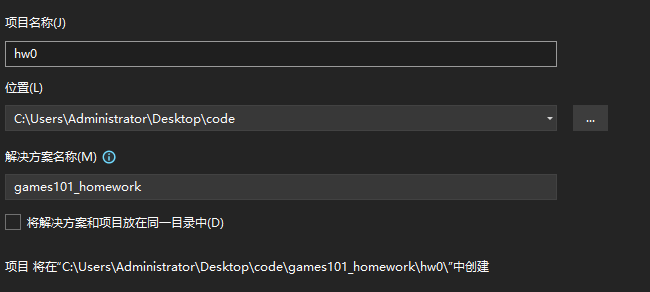 项目名称(J)
hw0
位置(L)
C:\Users\Administrator\Desktop\code
...
解决方案名称(M)
games101_homework
将解决方案和项目放在同一目录中(D)
项目 将在“C:\Users\Administrator\Desktop\code\games101_homework\hw0\”中创建